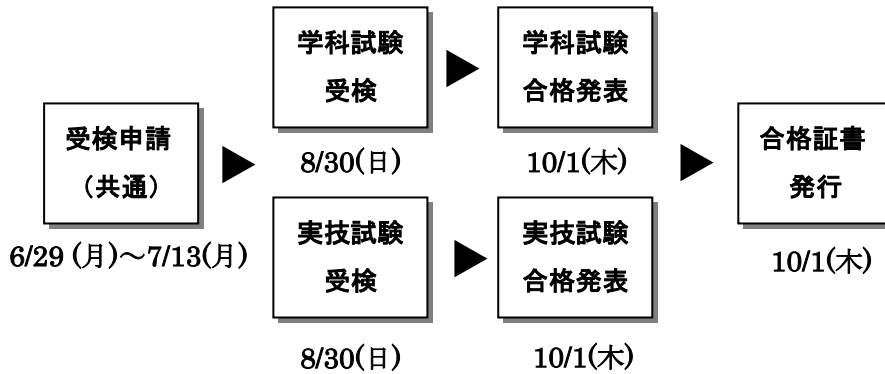 受検申請
（共通）
6/29 (月)～7/13(月)
学科試験
受検
8/30(日)
学科試験
合格発表
10/1(木)
実技試験
受検
8/30(日)
実技試験
合格発表
10/1(木)
合格証書
発行
10/1(木)